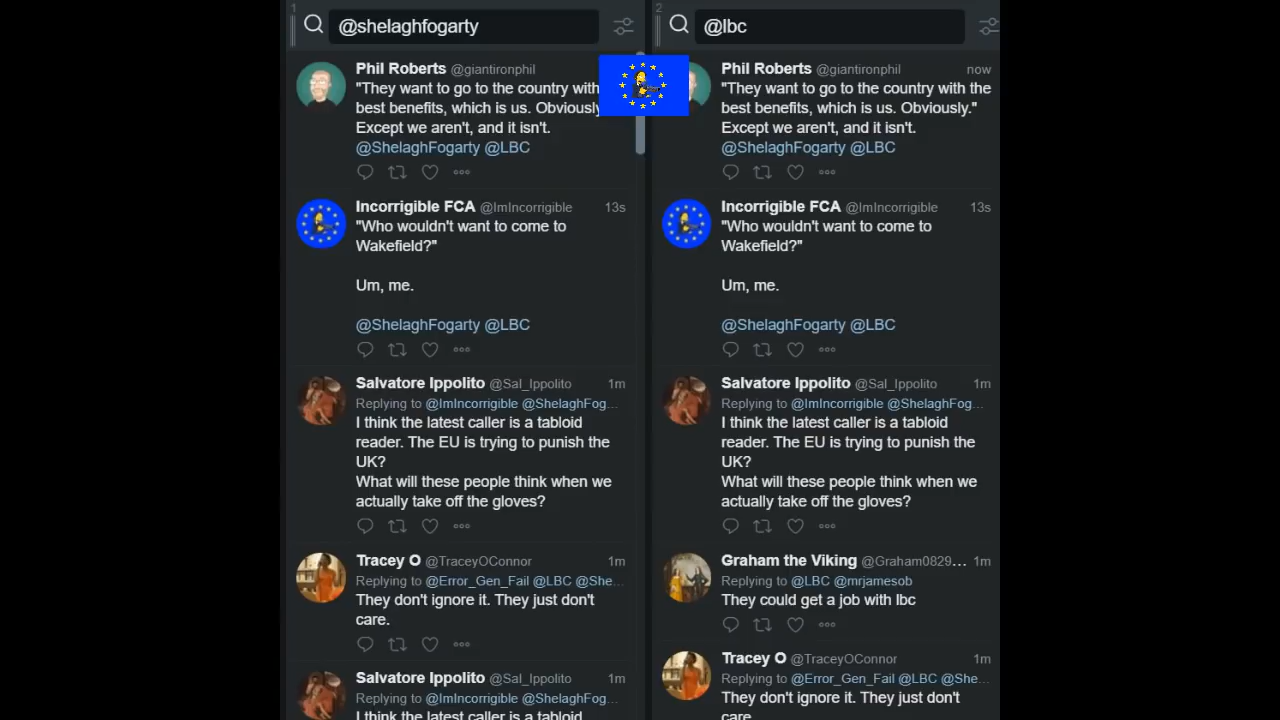 1
@shelaghfogarty
Phil Roberts @giantironphil
"They want to go to the country with
best benefits, which is us. Obviously
Except we aren't, and it isn't.
@ShelaghFogarty @LBC
Incorrigible FCA @ImIncorrigible 13s
"Who wouldn't want to come to
Wakefield?"
Um, me.
@ShelaghFogarty @LBC
Salvatore Ippolito @Sal_Ippolito 1m
Replying to @ImIncorrigible @ShelaghFog...
I think the latest caller is a tabloid
reader. The EU is trying to punish the
UK?
What will these people think when we
actually take off the gloves?
Tracey O @TraceyOConnor 1m
Replying to @Error_Gen_Fail @LBC @She...
They don't ignore it. They just don't
care.
Salvatore Ippolito @Sal_Ippolito 1m
Replying to @ImIncorrigible @ShelaghFog...
I think the latest caller is a tabloid
2
@lbc
Phil Roberts @giantironphil now
"They want to go to the country with the
best benefits, which is us. Obviously."
Except we aren't, and it isn't.
@ShelaghFogarty @LBC
Incorrigible FCA @ImIncorrigible 13s
"Who wouldn't want to come to
Wakefield?"
Um, me.
@ShelaghFogarty @LBC
Salvatore Ippolito @Sal_Ippolito 1m
Replying to @ImIncorrigible @ShelaghFog...
I think the latest caller is a tabloid
reader. The EU is trying to punish the
UK?
What will these people think when we
actually take off the gloves?
Graham the Viking @Graham0829... 1m
Replying to @LBC @mrjamesob
They could get a job with lbc
Tracey O @TraceyOConnor 1m
Replying to @Error_Gen_Fail @LBC @She...
They don't ignore it. They just don't
care